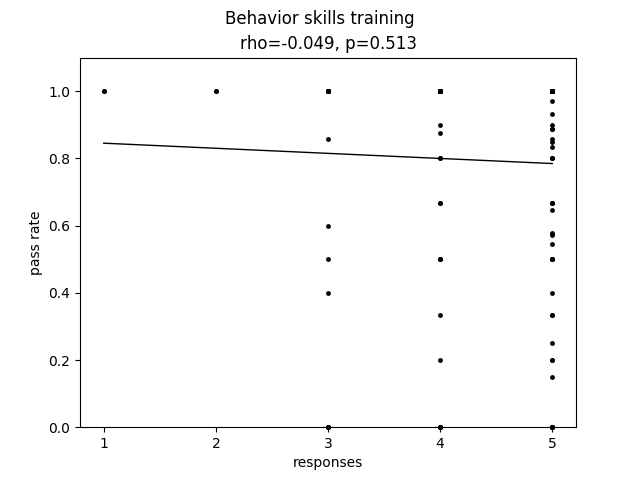 Behavior skills training
rho=-0.049, p=0.513
1.0
0.8
0.6
0.4
0.2
0.0
pass rate
1 2 3 4 5
responses